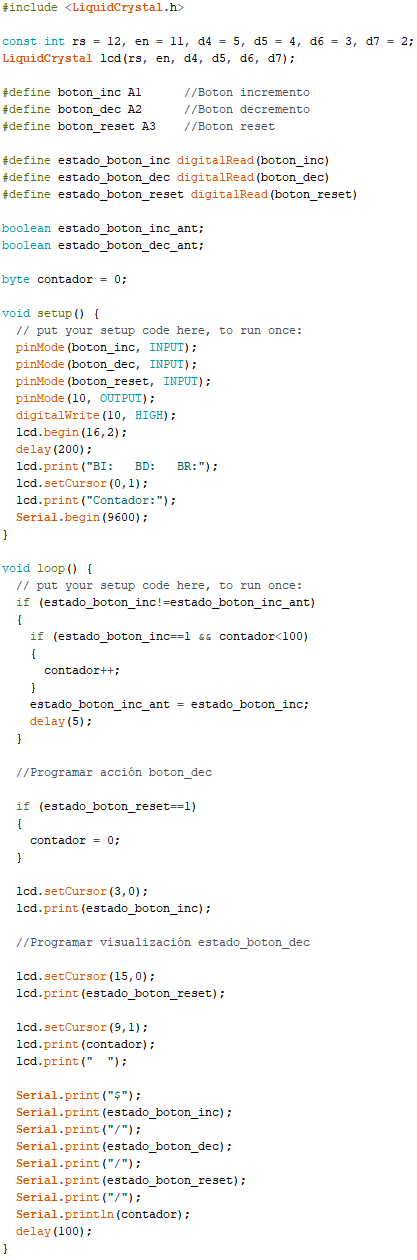 #include <LiquidCrystal.h>

const int rs = 12, en = 11, d4 = 5, d5 = 4, d6 = 3, d7 = 2;
LiquidCrystal lcd(rs, en, d4, d5, d6, d7);

#define boton_inc A1      //Boton incremento
#define boton_dec A2      //Boton decremento
#define boton_reset A3    //Boton reset

#define estado_boton_inc digitalRead(boton_inc)
#define estado_boton_dec digitalRead(boton_dec)
#define estado_boton_reset digitalRead(boton_reset)

boolean estado_boton_inc_ant;
boolean estado_boton_dec_ant;

byte contador = 0;

void setup() {
  // put your setup code here, to run once:
  pinMode(boton_inc, INPUT);
  pinMode(boton_dec, INPUT);
  pinMode(boton_reset, INPUT);
  pinMode(10, OUTPUT);
  digitalWrite(10, HIGH);
  lcd.begin(16,2);
  delay(200);
  lcd.print("BI:   BD:   BR:");
  lcd.setCursor(0,1);
  lcd.print("Contador:");
  Serial.begin(9600);
}

void loop() {
  // put your setup code here, to run once:
  if (estado_boton_inc!=estado_boton_inc_ant)
  {
    if (estado_boton_inc==1 && contador<100)
    {
      contador++;
    }
    estado_boton_inc_ant = estado_boton_inc;
    delay(5);
  }

  //Programar acción boton_dec

  if (estado_boton_reset==1)
  {
    contador = 0;
  }

  lcd.setCursor(3,0);
  lcd.print(estado_boton_inc);

  //Programar visualización estado_boton_dec

  lcd.setCursor(15,0);
  lcd.print(estado_boton_reset);

  lcd.setCursor(9,1);
  lcd.print(contador);
  lcd.print("  ");

  Serial.print("$");
  Serial.print(estado_boton_inc);
  Serial.print("/");
  Serial.print(estado_boton_dec);
  Serial.print("/");
  Serial.print(estado_boton_reset);
  Serial.print("/");
  Serial.println(contador);
  delay(100);
}